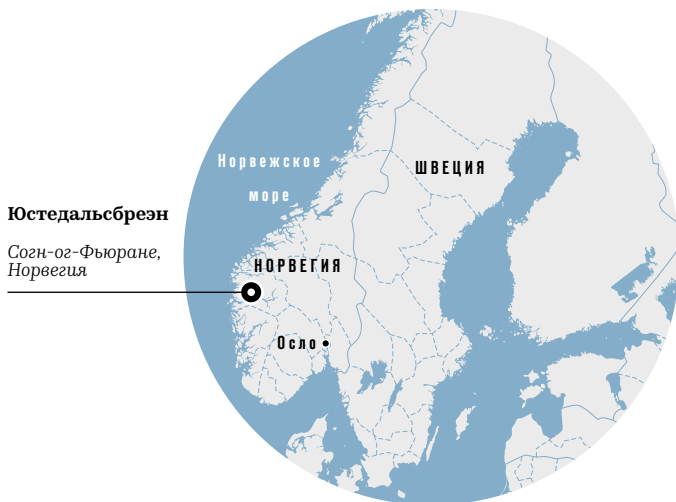 Норвежское
море
ШВЕЦИЯ
Юстедальсбреэн
Согн-ог-Фьюране,
Норвегия
НОРВЕГИЯ
Осло